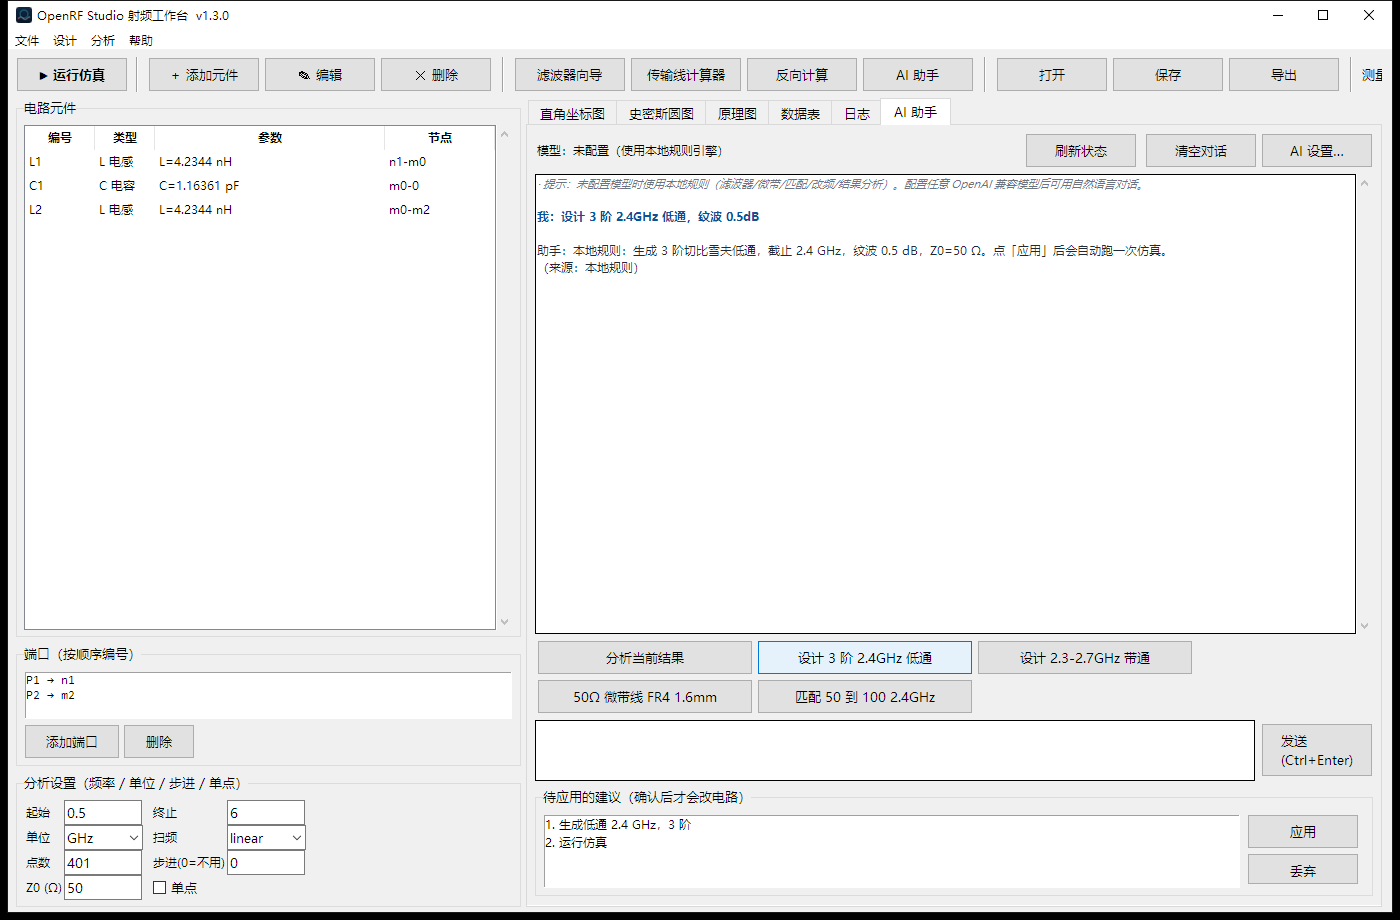 OpenRF Studio 射频工作台 v1.3.0
文件 设计 分析 帮助
▶ 运行仿真 + 添加元件 ✎ 编辑 ✕ 删除 滤波器向导 传输线计算器 反向计算 AI 助手 打开 保存 导出 测量
电路元件
编号 类型 参数 节点
L1 L 电感 L=4.2344 nH n1-m0
C1 C 电容 C=1.16361 pF m0-0
L2 L 电感 L=4.2344 nH m0-m2
端口（按顺序编号）
P1 → n1
P2 → m2
添加端口 删除
分析设置（频率 / 单位 / 步进 / 单点）
起始 0.5 终止 6
单位 GHz 扫频 linear
点数 401 步进(0=不用) 0
Z0 (Ω) 50 单点
直角坐标图 史密斯圆图 原理图 数据表 日志 AI 助手
模型：未配置（使用本地规则引擎） 刷新状态 清空对话 AI 设置...
· 提示：未配置模型时使用本地规则（滤波器/微带/匹配/改频/结果分析）。配置任意 OpenAI 兼容模型后可用自然语言对话。
我：设计 3 阶 2.4GHz 低通，纹波 0.5dB
助手：本地规则：生成 3 阶切比雪夫低通，截止 2.4 GHz，纹波 0.5 dB，Z0=50 Ω。点「应用」后会自动跑一次仿真。
（来源：本地规则）
分析当前结果 设计 3 阶 2.4GHz 低通 设计 2.3-2.7GHz 带通
50Ω 微带线 FR4 1.6mm 匹配 50 到 100 2.4GHz
发送
(Ctrl+Enter)
待应用的建议（确认后才会改电路）
1. 生成低通 2.4 GHz，3 阶
2. 运行仿真
应用
丢弃